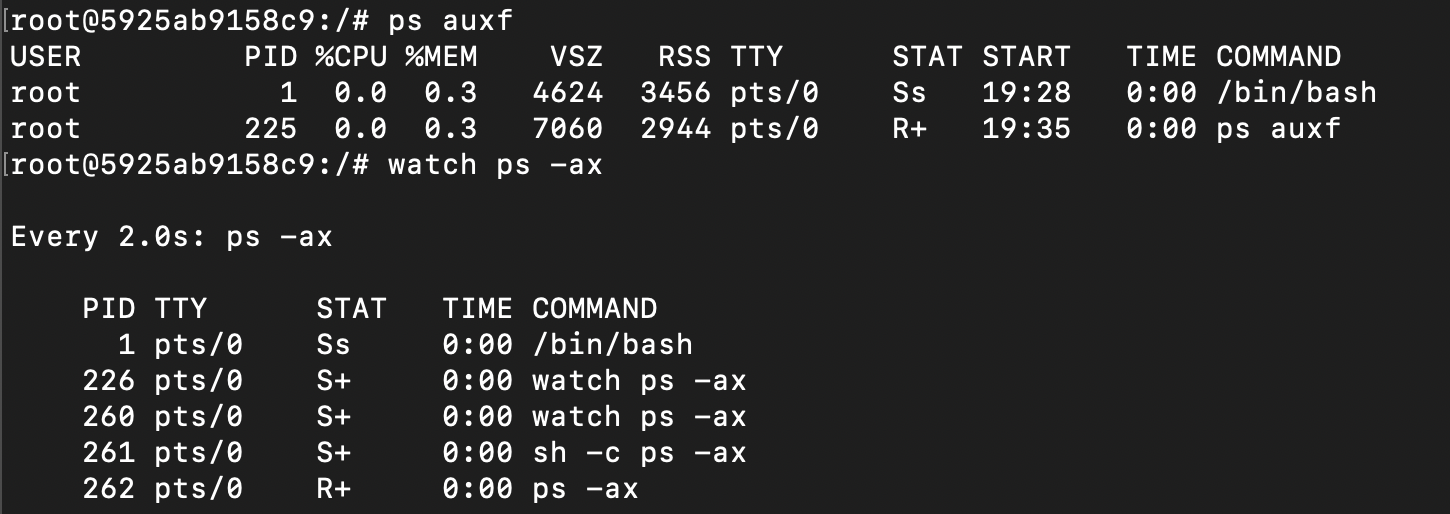 root@5925ab9158c9:/# ps auxf
USER         PID %CPU %MEM    VSZ   RSS TTY      STAT START   TIME COMMAND
root           1  0.0  0.3   4624  3456 pts/0    Ss   19:28   0:00 /bin/bash
root         225  0.0  0.3   7060  2944 pts/0    R+   19:35   0:00 ps auxf
root@5925ab9158c9:/# watch ps -ax
Every 2.0s: ps -ax
    PID TTY      STAT   TIME COMMAND
      1 pts/0    Ss     0:00 /bin/bash
    226 pts/0    S+     0:00 watch ps -ax
    260 pts/0    S+     0:00 watch ps -ax
    261 pts/0    S+     0:00 sh -c ps -ax
    262 pts/0    R+     0:00 ps -ax